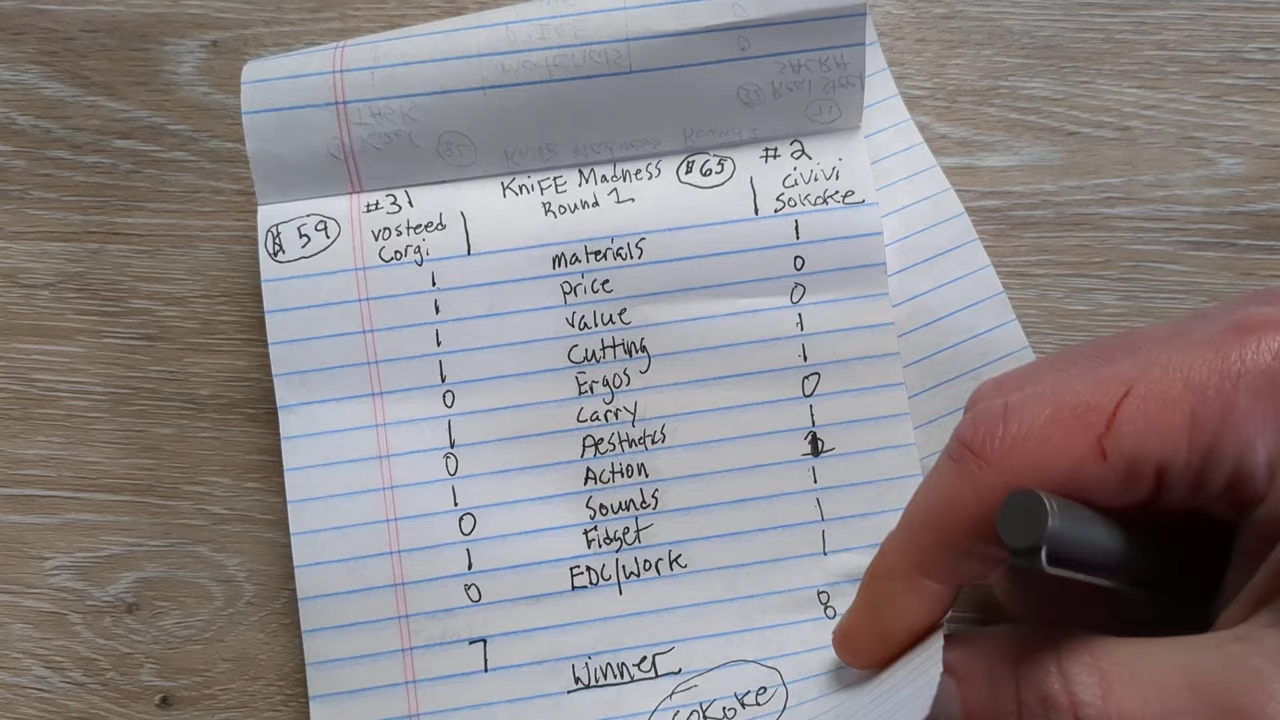 KniFE Madness
Round 1
$59
#31
vosteed
Corgi
$65
#2
civivi
Sokoke
1 materials 1
1 price 0
1 value 0
1 Cutting 1
0 Ergos 1
1 Carry 0
0 Aesthetics 1
1 Action 1
0 Sounds 1
1 Fidget 1
0 EDC/Work 1
7 8
Winner
Sokoke